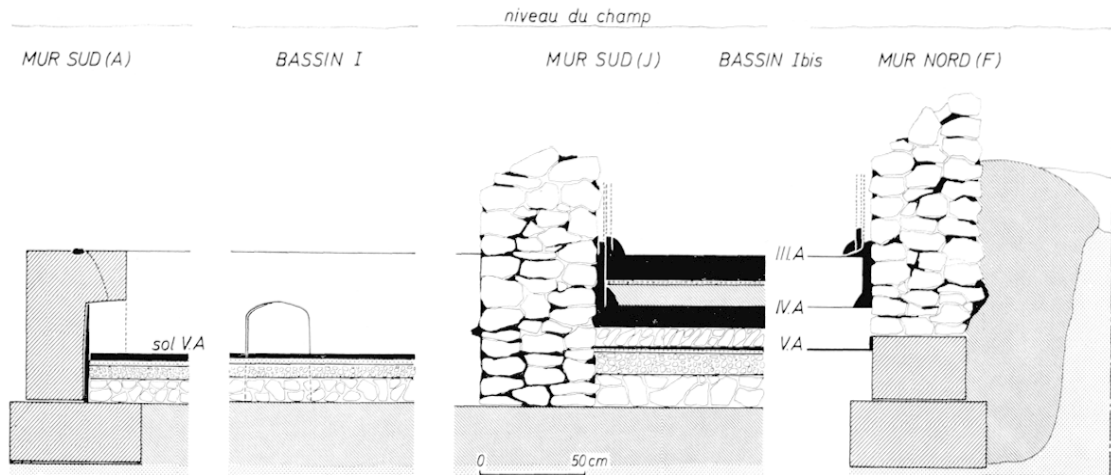 niveau du champ
MUR SUD (A)
BASSIN I
MUR SUD (J)
BASSIN Ibis
MUR NORD (F)
III.A
IV.A
sol V.A
V.A
0 50 cm